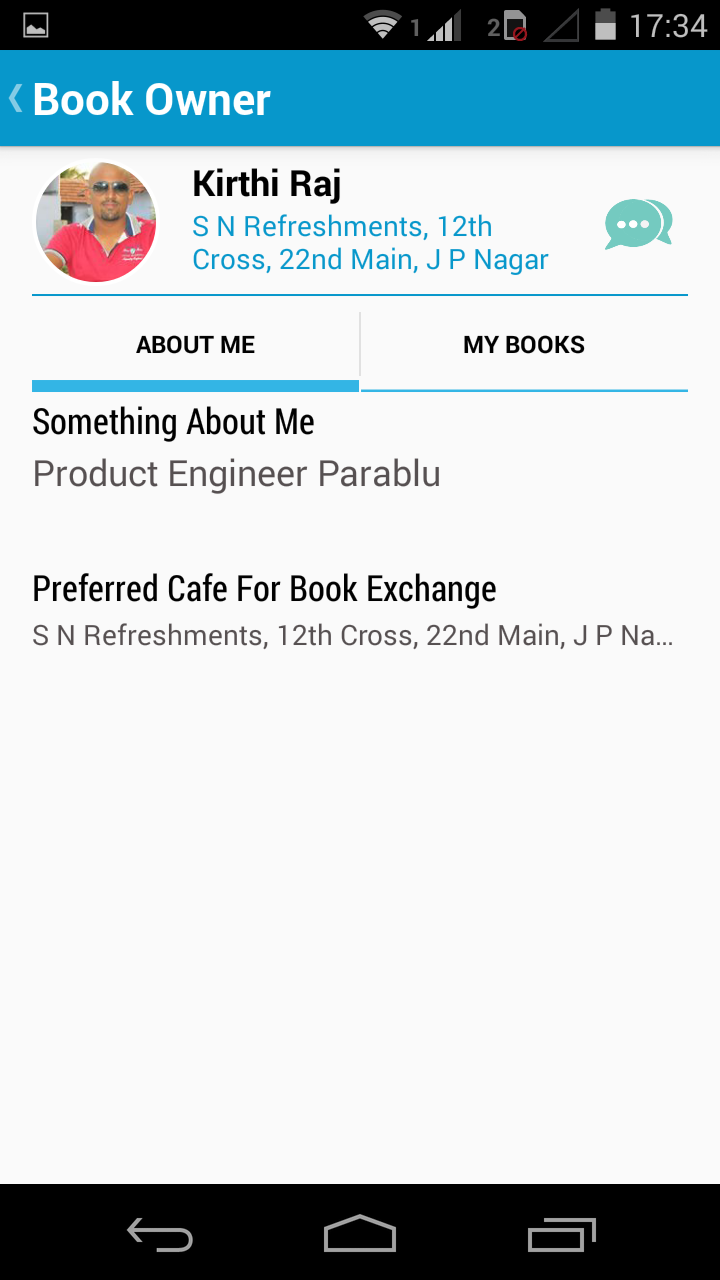 1 2 17:34
Book Owner
Kirthi Raj
S N Refreshments, 12th
Cross, 22nd Main, J P Nagar
ABOUT ME MY BOOKS
Something About Me
Product Engineer Parablu
Preferred Cafe For Book Exchange
S N Refreshments, 12th Cross, 22nd Main, J P Na...